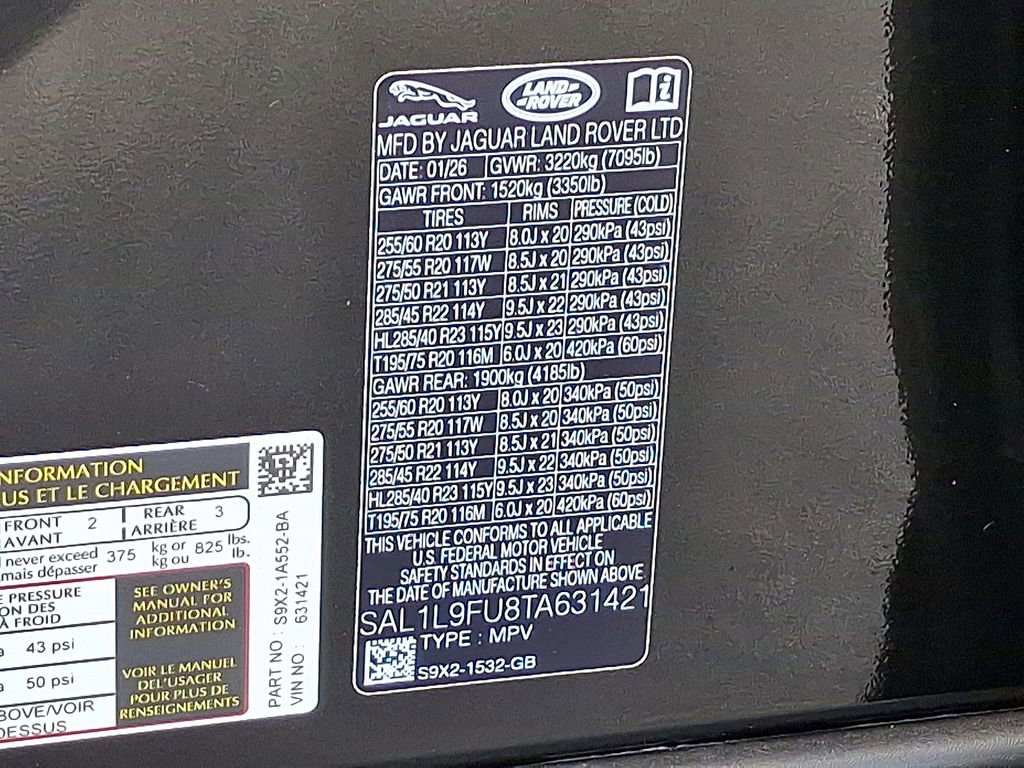 JAGUAR
LAND ROVER
MFD BY JAGUAR LAND ROVER LTD
DATE: 01/26 GVWR: 3220kg (7095lb)
GAWR FRONT: 1520kg (3350lb)
TIRES RIMS PRESSURE (COLD)
255/60 R20 113Y 8.0J x 20 290kPa (43psi)
275/55 R20 117W 8.5J x 20 290kPa (43psi)
275/50 R21 113Y 8.5J x 21 290kPa (43psi)
285/45 R22 114Y 9.5J x 22 290kPa (43psi)
HL285/40 R23 115Y 9.5J x 23 290kPa (43psi)
T195/75 R20 116M 6.0J x 20 420kPa (60psi)
GAWR REAR: 1900kg (4185lb)
255/60 R20 113Y 8.0J x 20 340kPa (50psi)
275/55 R20 117W 8.5J x 20 340kPa (50psi)
275/50 R21 113Y 8.5J x 21 340kPa (50psi)
285/45 R22 114Y 9.5J x 22 340kPa (50psi)
HL285/40 R23 115Y 9.5J x 23 340kPa (50psi)
T195/75 R20 116M 6.0J x 20 420kPa (60psi)
THIS VEHICLE CONFORMS TO ALL APPLICABLE
U.S. FEDERAL MOTOR VEHICLE
SAFETY STANDARDS IN EFFECT ON
THE DATE OF MANUFACTURE SHOWN ABOVE
SAL1L9FU8TA631421
TYPE : MPV
S9X2-1532-GB
NFORMATION
US ET LE CHARGEMENT
FRONT 2 REAR 3
AVANT ARRIÈRE
never exceed 375 kg or 825 lbs.
mais dépasser kg ou lb.
PRESSURE
ON DES
À FROID
43 psi
50 psi
BOVE/VOIR
DESSUS
SEE OWNER'S
MANUAL FOR
ADDITIONAL
INFORMATION
VOIR LE MANUEL
DEL'USAGER
POUR PLUS DE
RENSEIGNEMENTS
PART NO : S9X2-1A552-BA
VIN NO : 631421